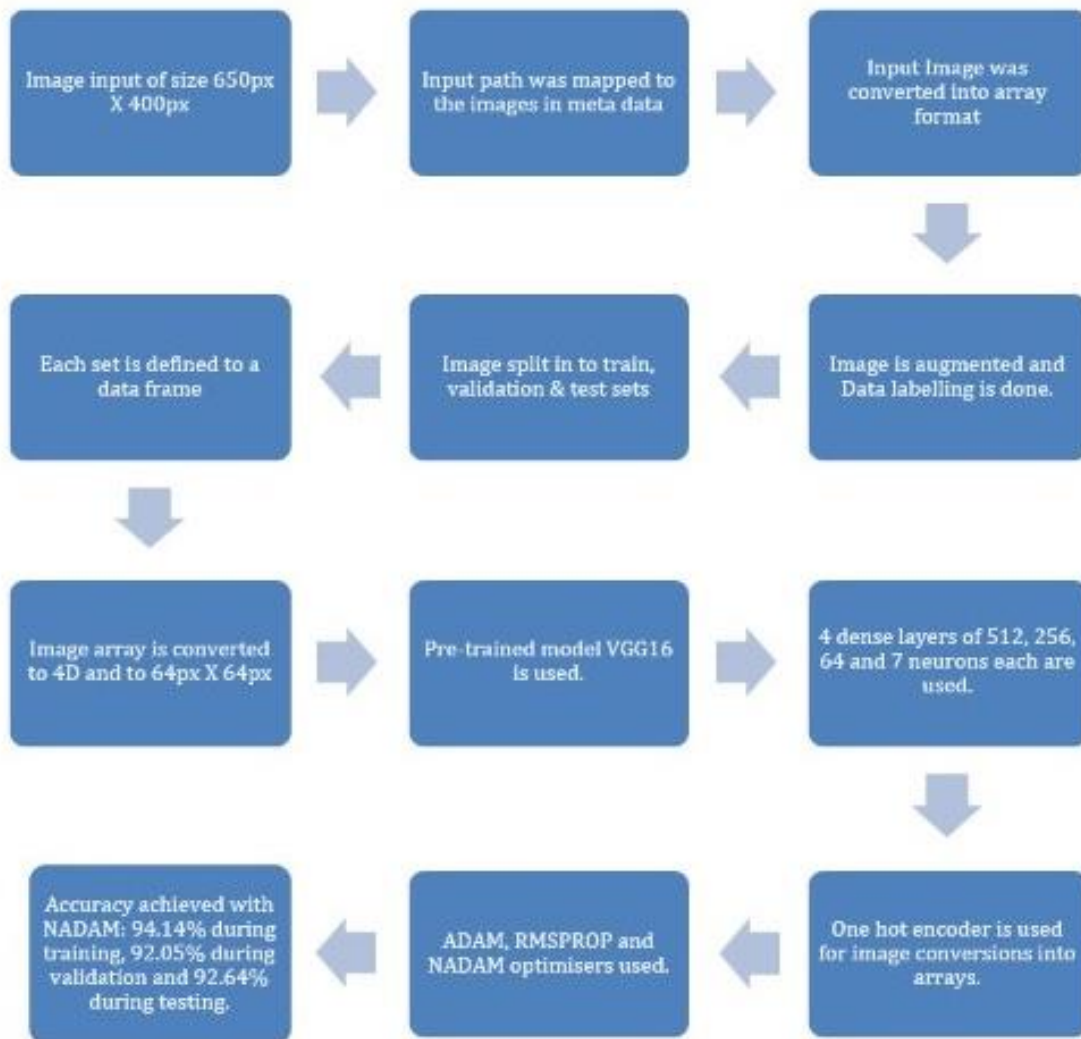 Image input of size 650px
X 400px
Input path was mapped to
the images in meta data
Input Image was
converted into array
format
Image is augmented and
Data labelling is done.
Image split in to train,
validation & test sets
Each set is defined to a
data frame
Image array is converted
to 4D and to 64px X 64px
Pre-trained model VGG16
is used.
4 dense layers of 512, 256,
64 and 7 neurons each are
used.
One hot encoder is used
for image conversions into
arrays.
ADAM, RMSPROP and
NADAM optimisers used.
Accuracy achieved with
NADAM: 94.14% during
training, 92.05% during
validation and 92.64%
during testing.